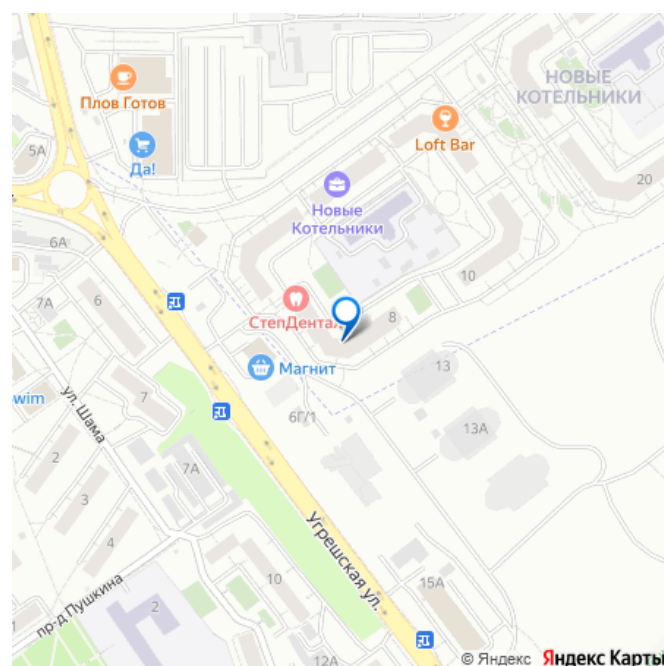 НОВЫЕ
КОТЕЛЬНИКИ
Плов Готов
Loft Bar
5А
Да!
20
Новые
Котельники
6А
10
7А
6
СтепДентал
8
Магнит
13
wim
ул. Шама
7
6Г/1
13А
2
7А
3
4
Угрешская ул.
10
15А
пр-д Пушкина
2
12А
© Яндекс Яндекс Карты